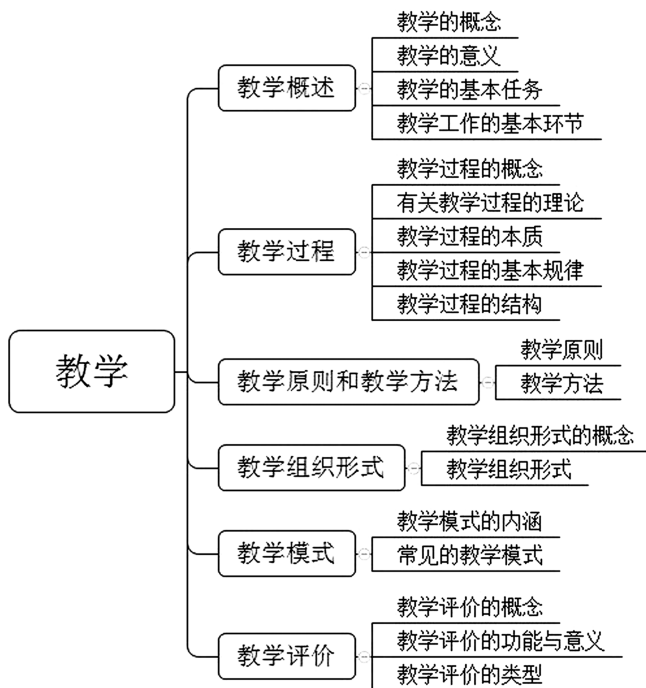 教学
教学概述
教学的概念
教学的意义
教学的基本任务
教学工作的基本环节
教学过程
教学过程的概念
有关教学过程的理论
教学过程的本质
教学过程的基本规律
教学过程的结构
教学原则和教学方法
教学原则
教学方法
教学组织形式
教学组织形式的概念
教学组织形式
教学模式
教学模式的内涵
常见的教学模式
教学评价
教学评价的概念
教学评价的功能与意义
教学评价的类型